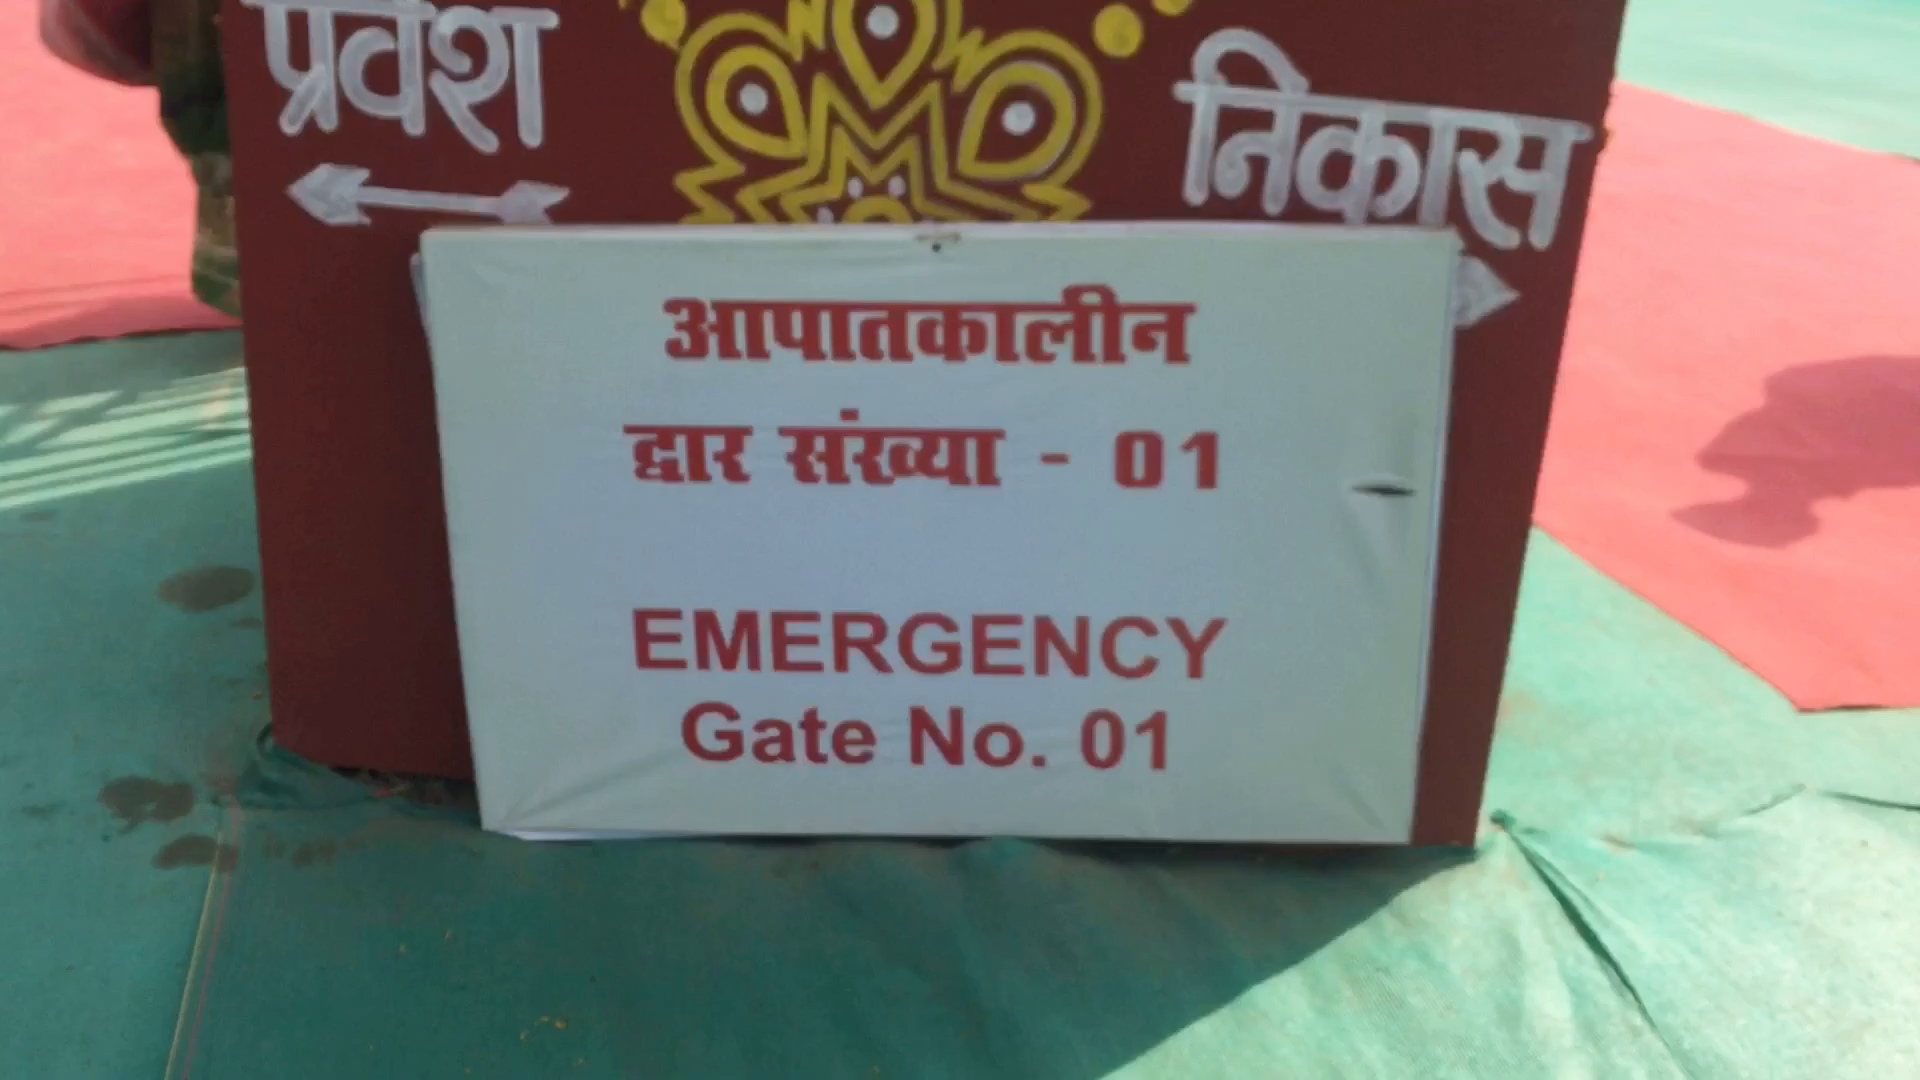 प्रवेश
निकास
आपातकालीन
द्वार संख्या - 01
EMERGENCY
Gate No. 01